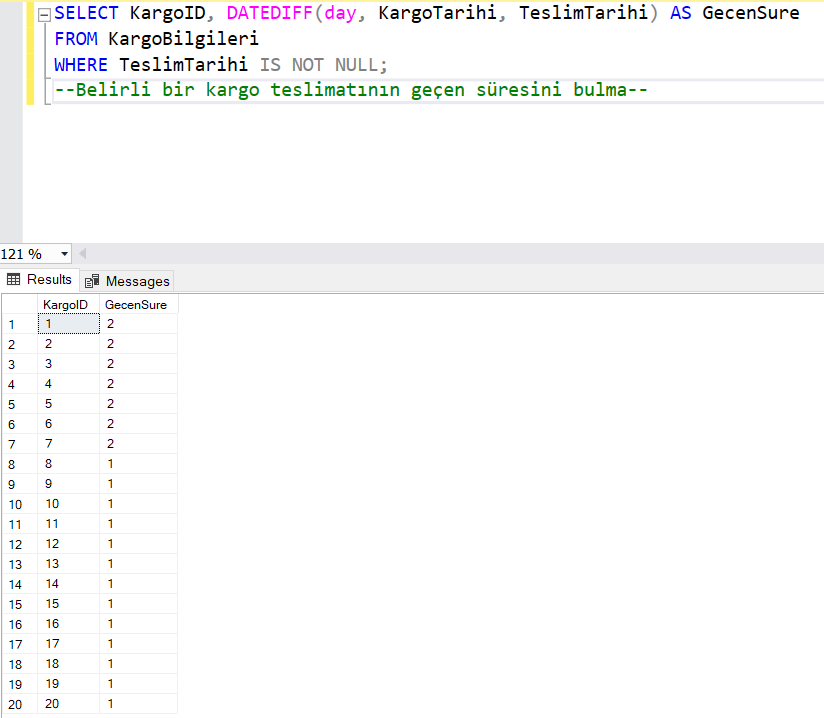 SELECT KargoID, DATEDIFF(day, KargoTarihi, TeslimTarihi) AS GecenSure
FROM KargoBilgileri
WHERE TeslimTarihi IS NOT NULL;
--Belirli bir kargo teslimatının geçen süresini bulma--
121 %
Results Messages
KargoID GecenSure
1 1 2
2 2 2
3 3 2
4 4 2
5 5 2
6 6 2
7 7 2
8 8 1
9 9 1
10 10 1
11 11 1
12 12 1
13 13 1
14 14 1
15 15 1
16 16 1
17 17 1
18 18 1
19 19 1
20 20 1